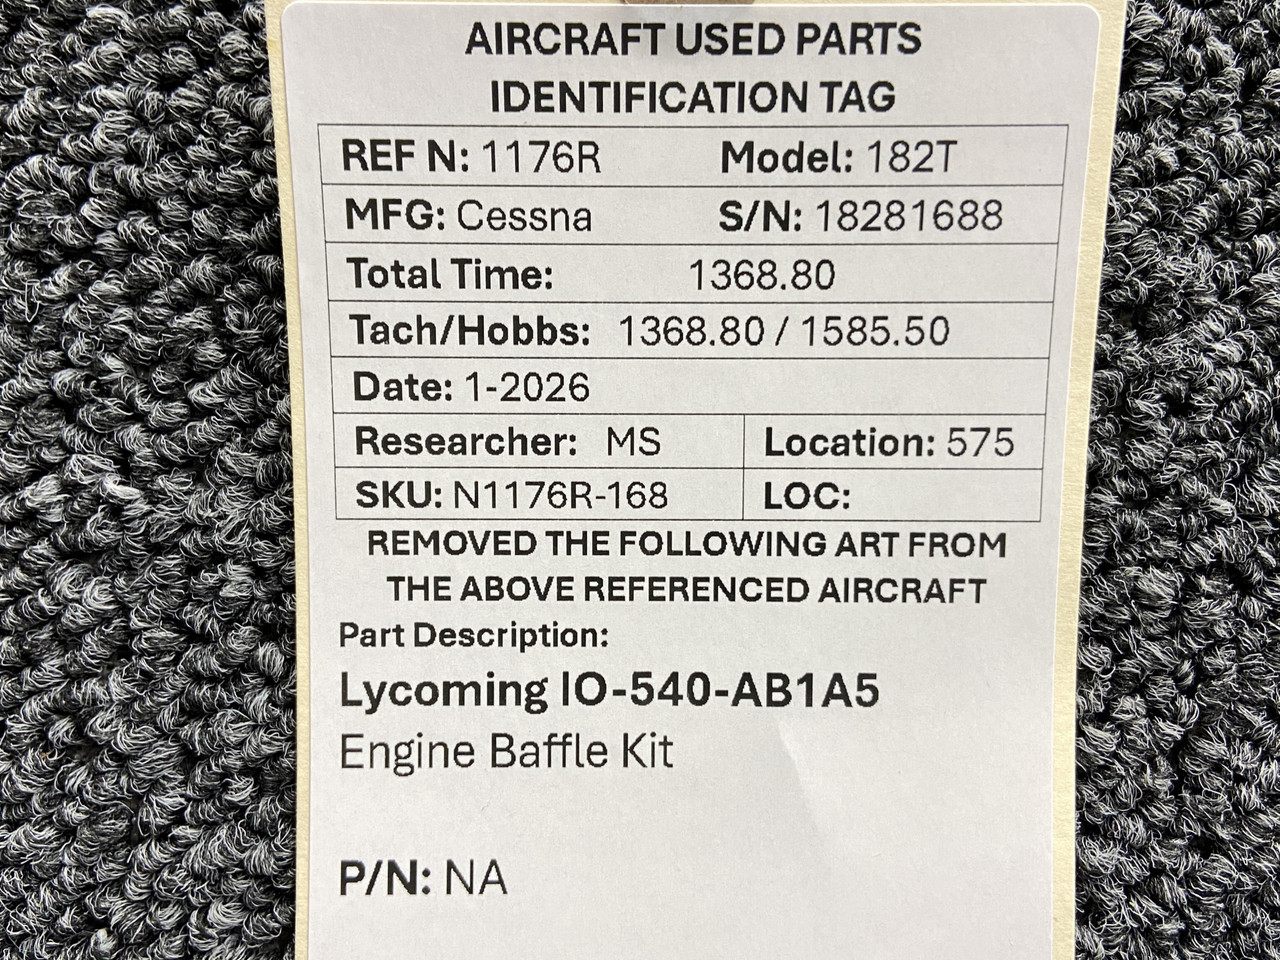 AIRCRAFT USED PARTS
IDENTIFICATION TAG
REF N: 1176R Model: 182T
MFG: Cessna S/N: 18281688
Total Time: 1368.80
Tach/Hobbs: 1368.80 / 1585.50
Date: 1-2026
Researcher: MS Location: 575
SKU: N1176R-168 LOC:
REMOVED THE FOLLOWING ART FROM
THE ABOVE REFERENCED AIRCRAFT
Part Description:
Lycoming IO-540-AB1A5
Engine Baffle Kit
P/N: NA